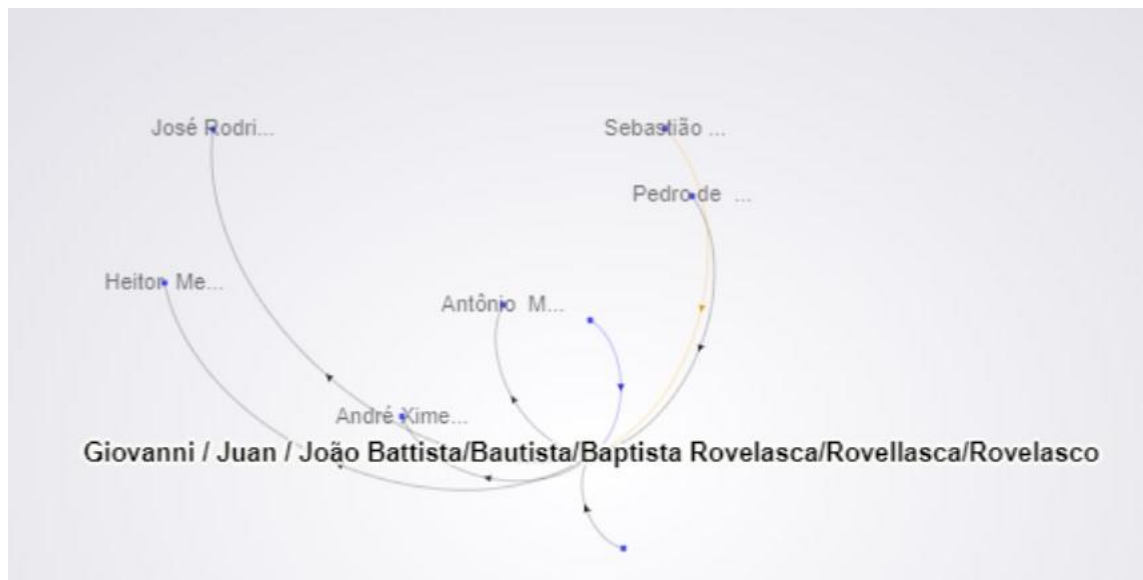 José Rodri...
Sebastião ...
Pedro de ...
Heitor Me...
Antônio M...
André Xime...
Giovanni / Juan / João Battista/Bautista/Baptista Rovelasca/Rovellasca/Rovelasco